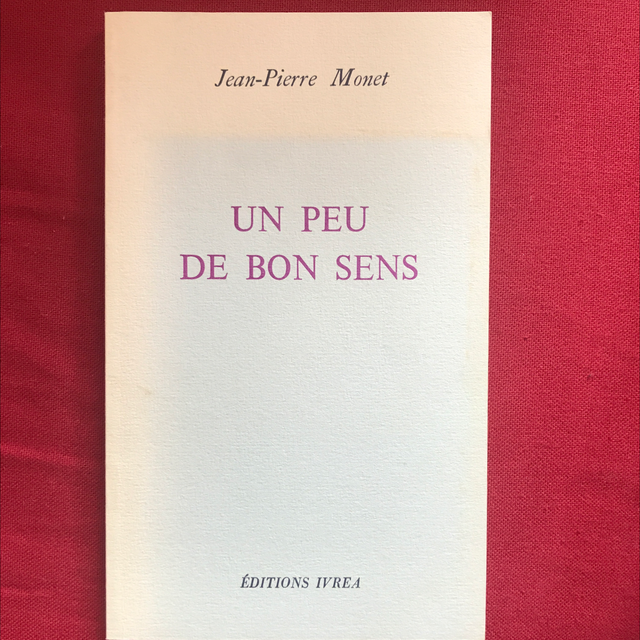 Jean-Pierre Monet
UN PEU
DE BON SENS
ÉDITIONS IVREA